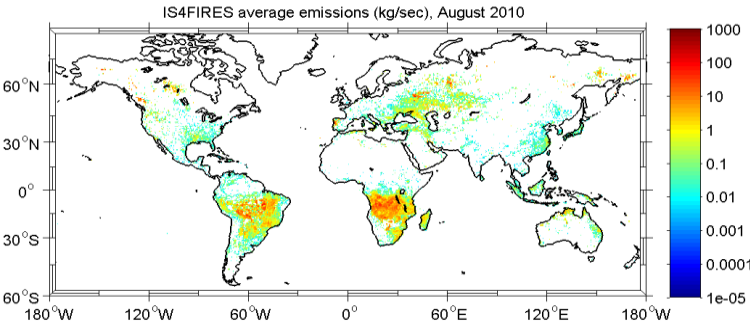 IS4FIRES average emissions (kg/sec), August 2010
60°N
30°N
0°
30°S
60°S
180°W
120°W
60°W
0°
60°E
120°E
180°W
1000
100
10
1
0.1
0.01
0.001
0.0001
1e-05